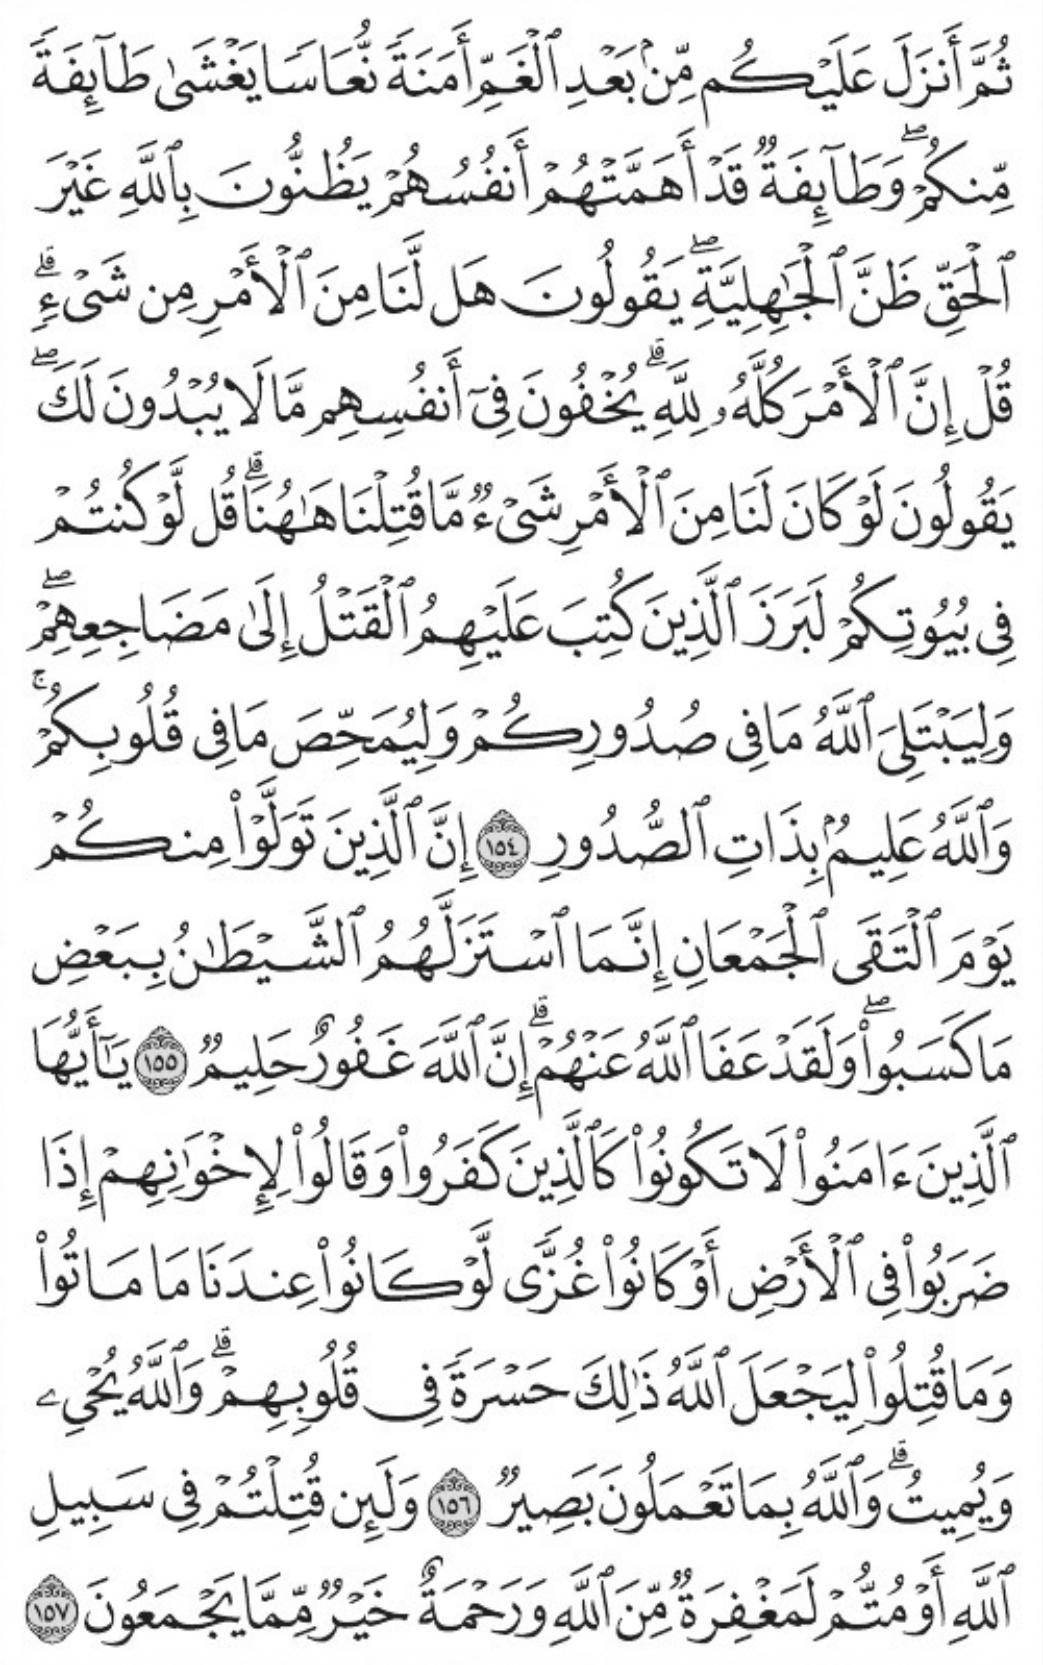 ثُمَّ أَنزَلَ عَلَيۡكُم مِّنۢ بَعۡدِ ٱلۡغَمِّ أَمَنَةٗ نُّعَاسٗا يَغۡشَىٰ طَآئِفَةٗ
مِّنكُمۡۖ وَطَآئِفَةٞ قَدۡ أَهَمَّتۡهُمۡ أَنفُسُهُمۡ يَظُنُّونَ بِٱللَّهِ غَيۡرَ
ٱلۡحَقِّ ظَنَّ ٱلۡجَٰهِلِيَّةِۖ يَقُولُونَ هَل لَّنَا مِنَ ٱلۡأَمۡرِ مِن شَيۡءٖۗ
قُلۡ إِنَّ ٱلۡأَمۡرَ كُلَّهُۥ لِلَّهِۗ يُخۡفُونَ فِيٓ أَنفُسِهِم مَّا لَا يُبۡدُونَ لَكَۖ
يَقُولُونَ لَوۡ كَانَ لَنَا مِنَ ٱلۡأَمۡرِ شَيۡءٞ مَّا قُتِلۡنَا هَٰهُنَاۗ قُل لَّوۡ كُنتُمۡ
فِي بُيُوتِكُمۡ لَبَرَزَ ٱلَّذِينَ كُتِبَ عَلَيۡهِمُ ٱلۡقَتۡلُ إِلَىٰ مَضَاجِعِهِمۡۖ
وَلِيَبۡتَلِيَ ٱللَّهُ مَا فِي صُدُورِكُمۡ وَلِيُمَحِّصَ مَا فِي قُلُوبِكُمۡۚ
وَٱللَّهُ عَلِيمُۢ بِذَاتِ ٱلصُّدُورِ ١٥٤ إِنَّ ٱلَّذِينَ تَوَلَّوۡاْ مِنكُمۡ
يَوۡمَ ٱلۡتَقَى ٱلۡجَمۡعَانِ إِنَّمَا ٱسۡتَزَلَّهُمُ ٱلشَّيۡطَٰنُ بِبَعۡضِ
مَا كَسَبُواْۖ وَلَقَدۡ عَفَا ٱللَّهُ عَنۡهُمۡۗ إِنَّ ٱللَّهَ غَفُورٌ حَلِيمٞ ١٥٥ يَٰٓأَيُّهَا
ٱلَّذِينَ ءَامَنُواْ لَا تَكُونُواْ كَٱلَّذِينَ كَفَرُواْ وَقَالُواْ لِإِخۡوَٰنِهِمۡ إِذَا
ضَرَبُواْ فِي ٱلۡأَرۡضِ أَوۡ كَانُواْ غُزّٗى لَّوۡ كَانُواْ عِندَنَا مَا مَاتُواْ
وَمَا قُتِلُواْ لِيَجۡعَلَ ٱللَّهُ ذَٰلِكَ حَسۡرَةٗ فِي قُلُوبِهِمۡۗ وَٱللَّهُ يُحۡيِۦ
وَيُمِيتُۗ وَٱللَّهُ بِمَا تَعۡمَلُونَ بَصِيرٞ ١٥٦ وَلَئِن قُتِلۡتُمۡ فِي سَبِيلِ
ٱللَّهِ أَوۡ مُتُّمۡ لَمَغۡفِرَةٞ مِّنَ ٱللَّهِ وَرَحۡمَةٌ خَيۡرٞ مِّمَّا يَجۡمَعُونَ ١٥٧